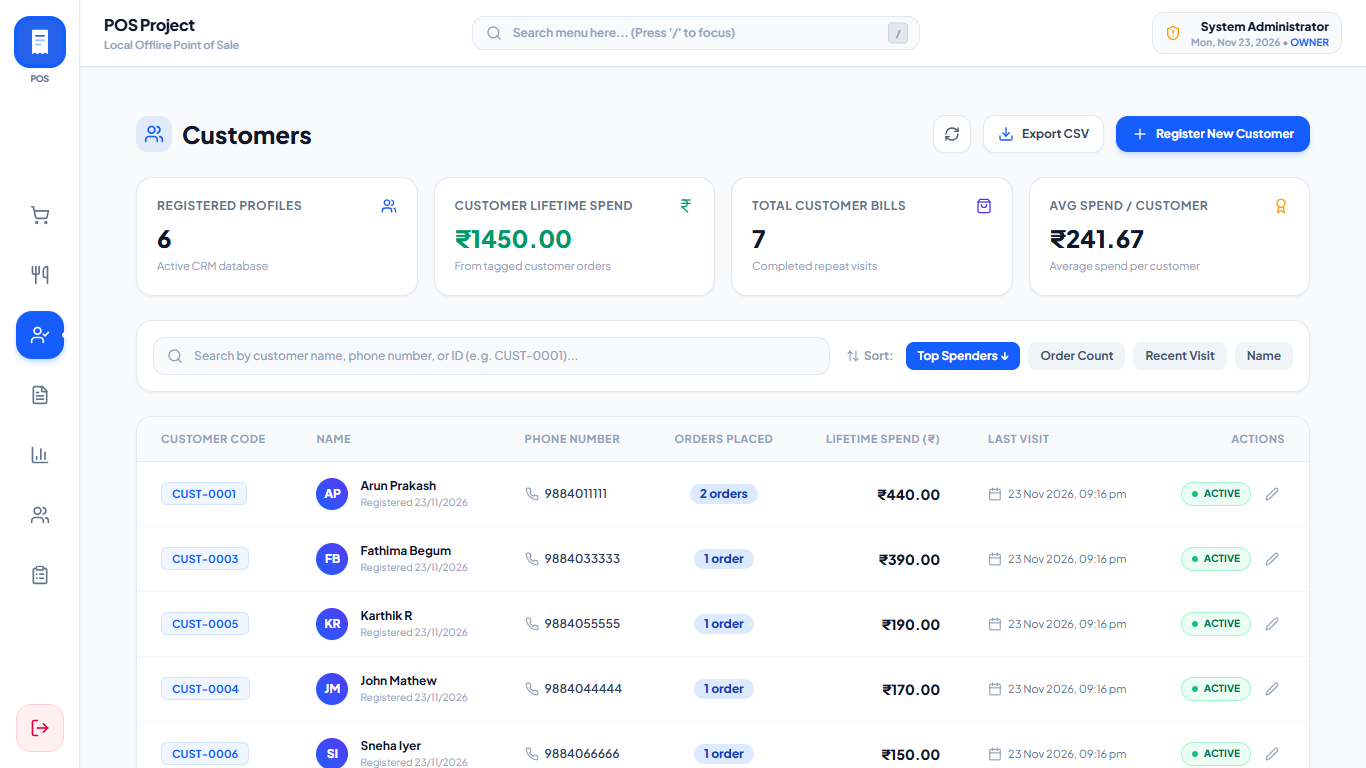 POS Project
Local Offline Point of Sale
Search menu here... (Press '/' to focus)
/
System Administrator
Mon, Nov 23, 2026 • OWNER
POS
Customers
Export CSV
Register New Customer
REGISTERED PROFILES
6
Active CRM database
CUSTOMER LIFETIME SPEND
₹
₹1450.00
From tagged customer orders
TOTAL CUSTOMER BILLS
7
Completed repeat visits
AVG SPEND / CUSTOMER
₹241.67
Average spend per customer
Search by customer name, phone number, or ID (e.g. CUST-0001)...
Sort:
Top Spenders ↓
Order Count
Recent Visit
Name
CUSTOMER CODE NAME PHONE NUMBER ORDERS PLACED LIFETIME SPEND (₹) LAST VISIT ACTIONS
CUST-0001 AP Arun Prakash 9884011111 2 orders ₹440.00 23 Nov 2026, 09:16 pm ACTIVE
Registered 23/11/2026
CUST-0003 FB Fathima Begum 9884033333 1 order ₹390.00 23 Nov 2026, 09:16 pm ACTIVE
Registered 23/11/2026
CUST-0005 KR Karthik R 9884055555 1 order ₹190.00 23 Nov 2026, 09:16 pm ACTIVE
Registered 23/11/2026
CUST-0004 JM John Mathew 9884044444 1 order ₹170.00 23 Nov 2026, 09:16 pm ACTIVE
Registered 23/11/2026
CUST-0006 SI Sneha Iyer 9884066666 1 order ₹150.00 23 Nov 2026, 09:16 pm ACTIVE
Registered 23/11/2026